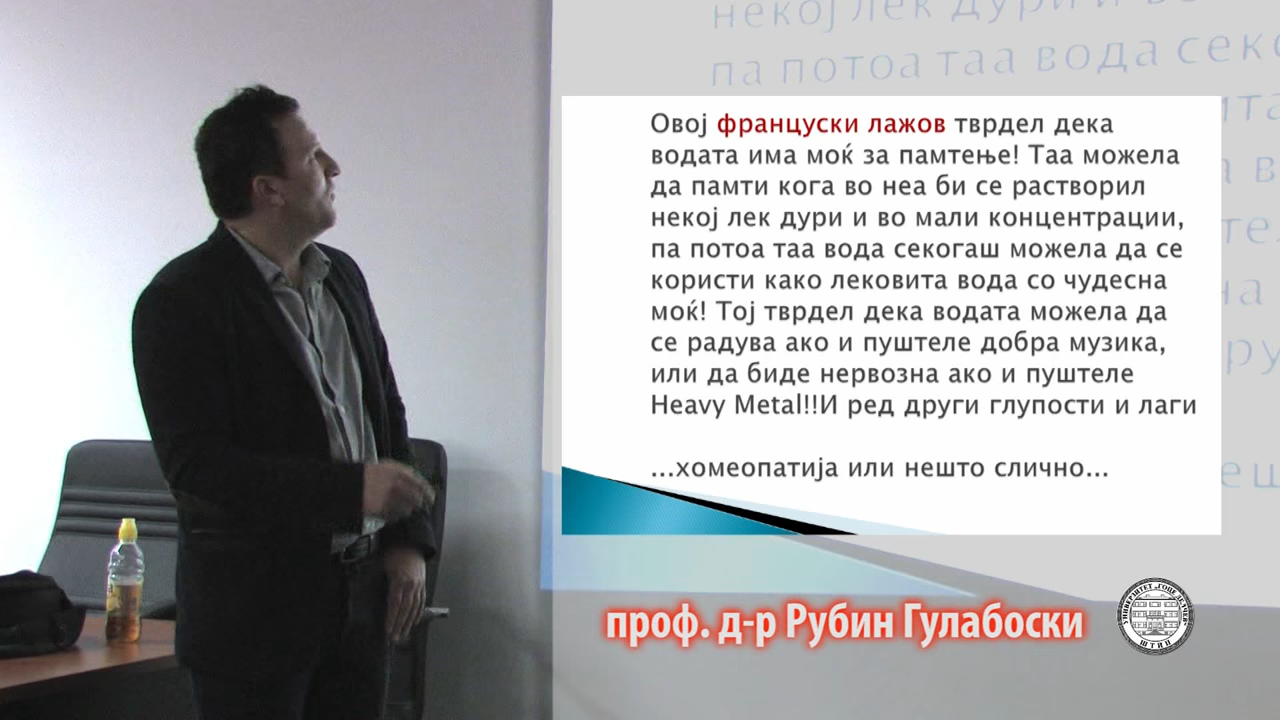 некој лек дури и во
па потоа таа вода секо
Овој француски лажов тврдел дека
водата има моќ за памтење! Таа можела
да памти кога во неа би се растворил
некој лек дури и во мали концентрации,
па потоа таа вода секогаш можела да се
користи како лековита вода со чудесна
моќ! Тој тврдел дека водата можела да
се радува ако и пуштеле добра музика,
или да биде нервозна ако и пуштеле
Heavy Metal!!И ред други глупости и лаги
...хомеопатија или нешто слично...
проф. д-р Рубин Гулабоски
УНИВЕРЗИТЕТ „ГОЦЕ ДЕЛЧЕВ“
ШТИП